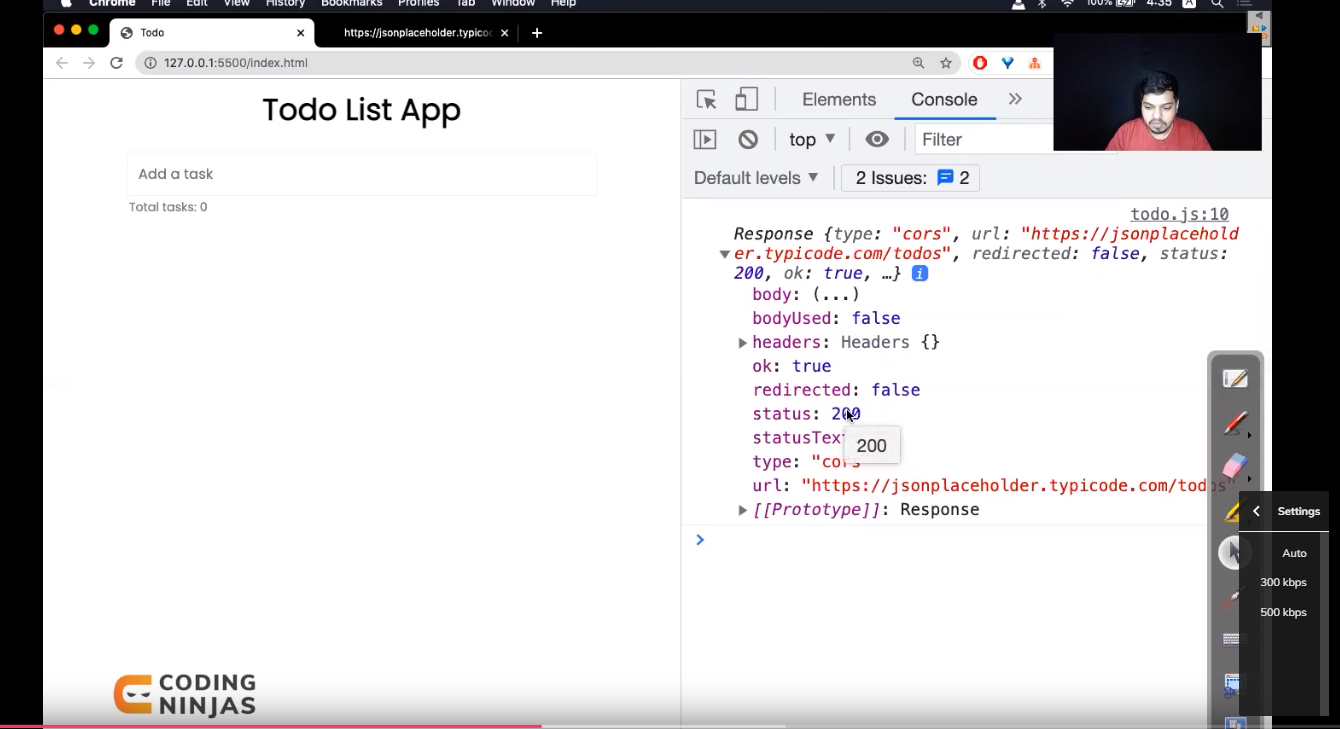 Chrome File Edit View History Bookmarks Profiles Tab Window Help 100% 4:35 A
Todo × https://jsonplaceholder.typico × +
127.0.0.1:5500/index.html
Todo List App
Add a task
Total tasks: 0
Elements Console »
top ▼ Filter
Default levels ▼ 2 Issues: 2
todo.js:10
Response {type: "cors", url: "https://jsonplacehold
er.typicode.com/todos", redirected: false, status:
200, ok: true, …} i
body: (...)
bodyUsed: false
headers: Headers {}
ok: true
redirected: false
status: 200
statusText
200
type: "cors"
url: "https://jsonplaceholder.typicode.com/todos"
[[Prototype]]: Response
>
Settings
Auto
300 kbps
500 kbps
CODING
NINJAS